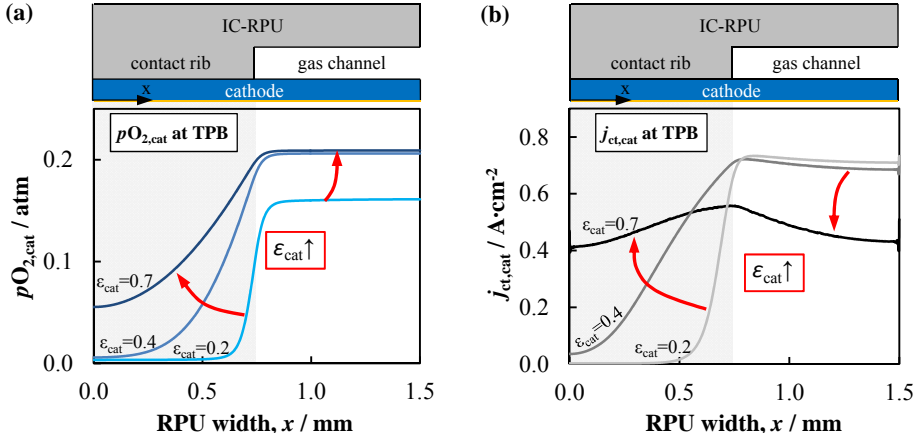 (a)
IC-RPU
contact rib
gas channel
x
cathode
pO2,cat at TPB
0.2
0.1
0.0
pO2,cat / atm
εcat=0.7
εcat=0.4
εcat=0.2
εcat↑
0.0 0.5 1.0 1.5
RPU width, x / mm
(b)
IC-RPU
contact rib
gas channel
x
cathode
jct,cat at TPB
0.8
0.6
0.4
0.2
0.0
jct,cat / A·cm-2
εcat=0.7
εcat=0.4
εcat=0.2
εcat↑
0.0 0.5 1.0 1.5
RPU width, x / mm